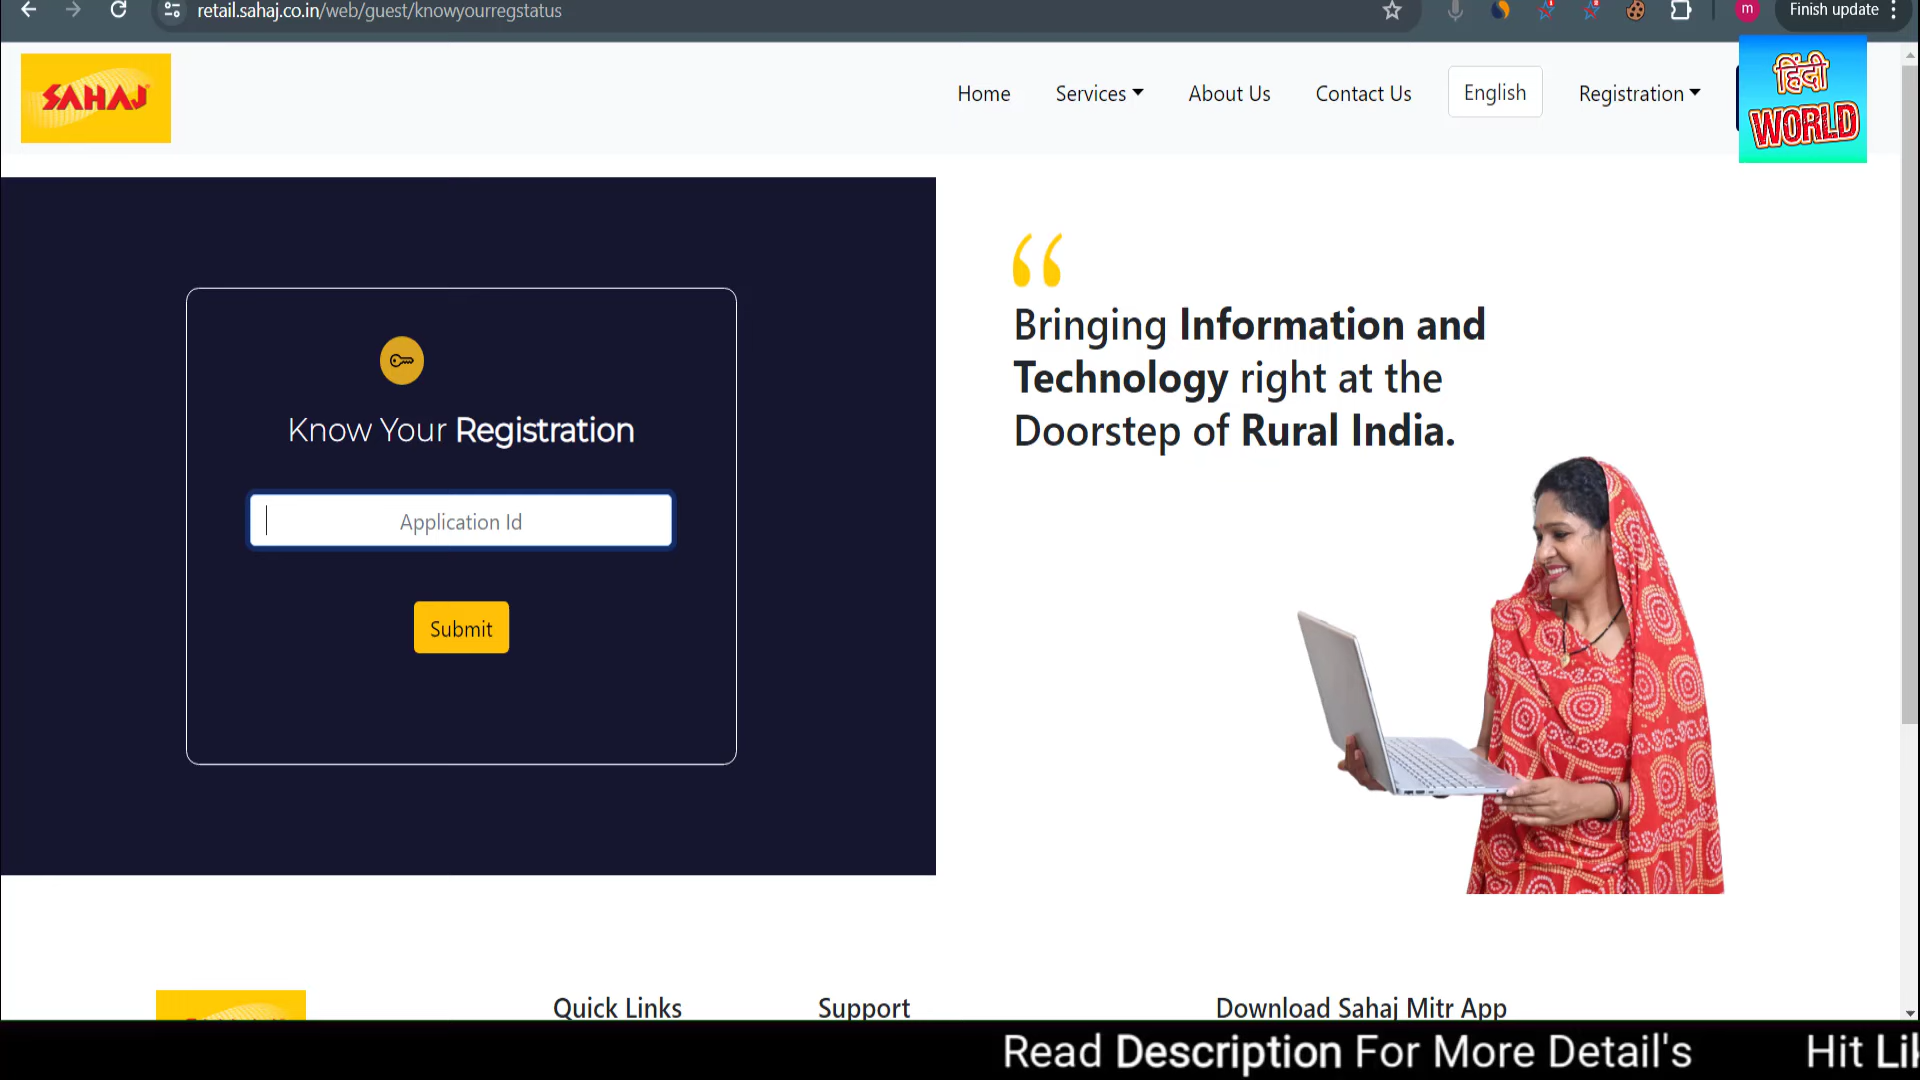 retail.sahaj.co.in/web/guest/knowyourregstatus
m
Finish update
SAHAJ
Home
Services
About Us
Contact Us
English
Registration
हिंदी
WORLD
Know Your Registration
Application Id
Submit
“
Bringing Information and
Technology right at the
Doorstep of Rural India.
Quick Links
Support
Download Sahaj Mitr App
Read Description For More Detail's
Hit Lik